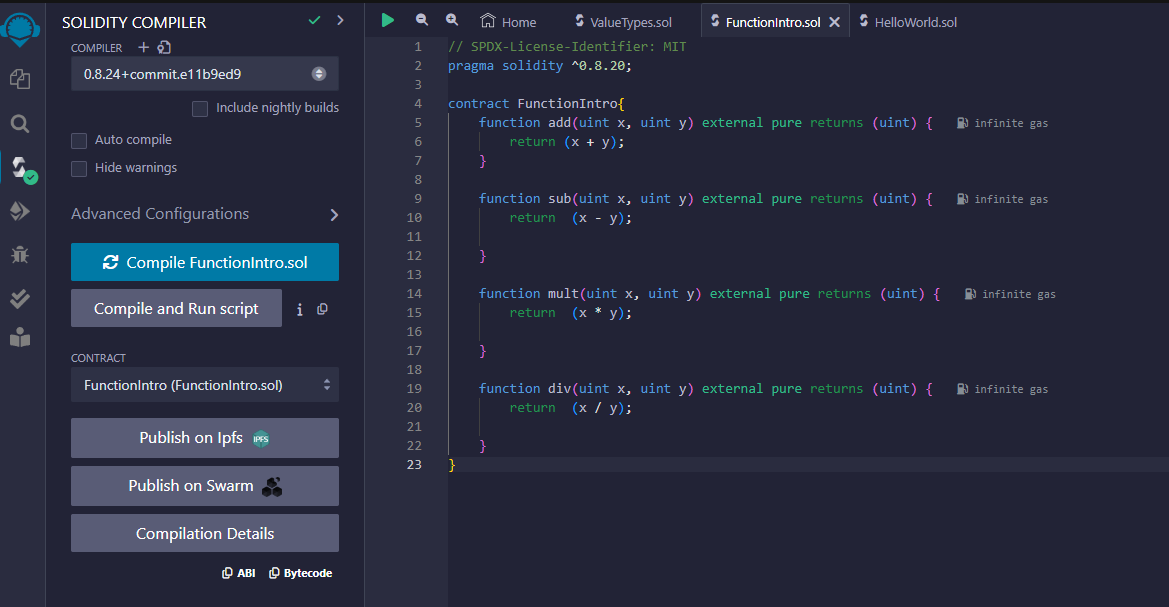 SOLIDITY COMPILER
COMPILER
0.8.24+commit.e11b9ed9
Include nightly builds
Auto compile
Hide warnings
Advanced Configurations
Compile FunctionIntro.sol
Compile and Run script
i
CONTRACT
FunctionIntro (FunctionIntro.sol)
Publish on Ipfs IPFS
Publish on Swarm
Compilation Details
ABI Bytecode
Home ValueTypes.sol FunctionIntro.sol HelloWorld.sol
1 // SPDX-License-Identifier: MIT
2 pragma solidity ^0.8.20;
3
4 contract FunctionIntro{
5 function add(uint x, uint y) external pure returns (uint) { infinite gas
6 return (x + y);
7 }
8
9 function sub(uint x, uint y) external pure returns (uint) { infinite gas
10 return  (x - y);
11
12 }
13
14 function mult(uint x, uint y) external pure returns (uint) { infinite gas
15 return  (x * y);
16
17 }
18
19 function div(uint x, uint y) external pure returns (uint) { infinite gas
20 return  (x / y);
21
22 }
23 }